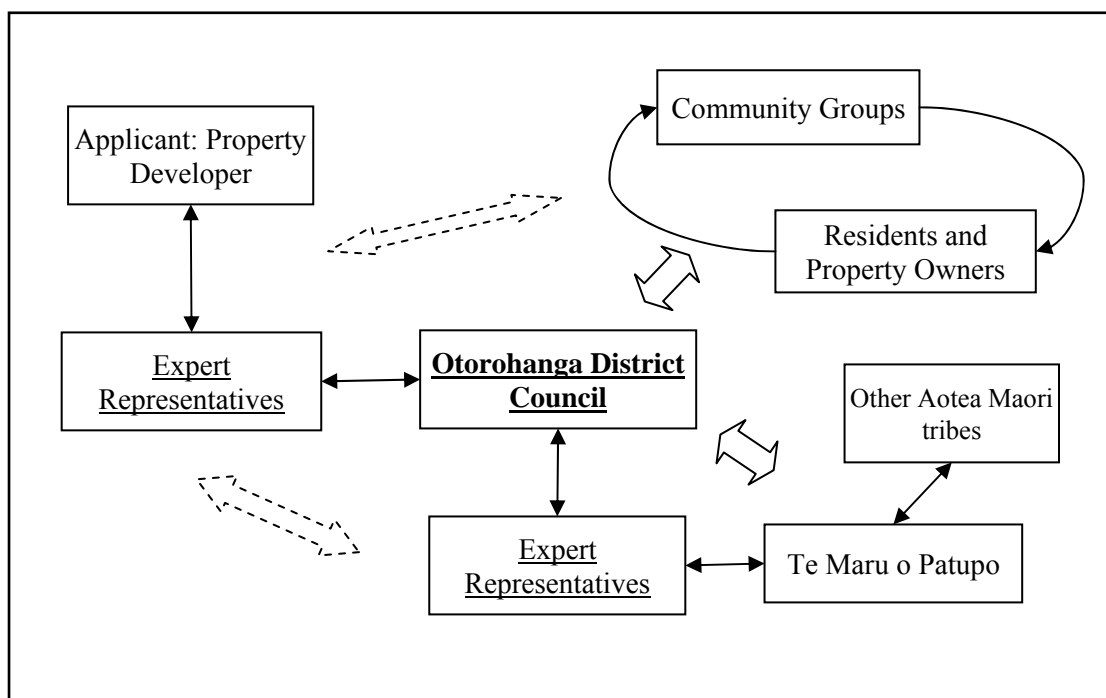 Applicant: Property
Developer
Community Groups
Residents and
Property Owners
Expert
Representatives
Otorohanga District
Council
Other Aotea Maori
tribes
Expert
Representatives
Te Maru o Patupo